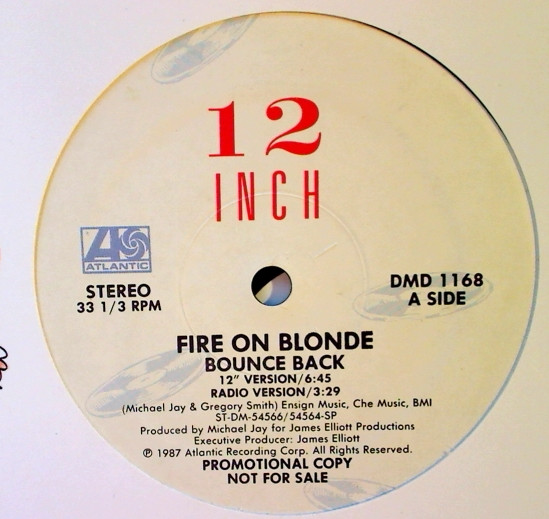 12
INCH
ATLANTIC
STEREO
33 1/3 RPM
DMD 1168
A SIDE
FIRE ON BLONDE
BOUNCE BACK
12" VERSION/6:45
RADIO VERSION/3:29
(Michael Jay & Gregory Smith) Ensign Music, Che Music, BMI
ST-DM-54566/54564-SP
Produced by Michael Jay for James Elliott Productions
Executive Producer: James Elliott
℗ 1987 Atlantic Recording Corp. All Rights Reserved.
PROMOTIONAL COPY
NOT FOR SALE